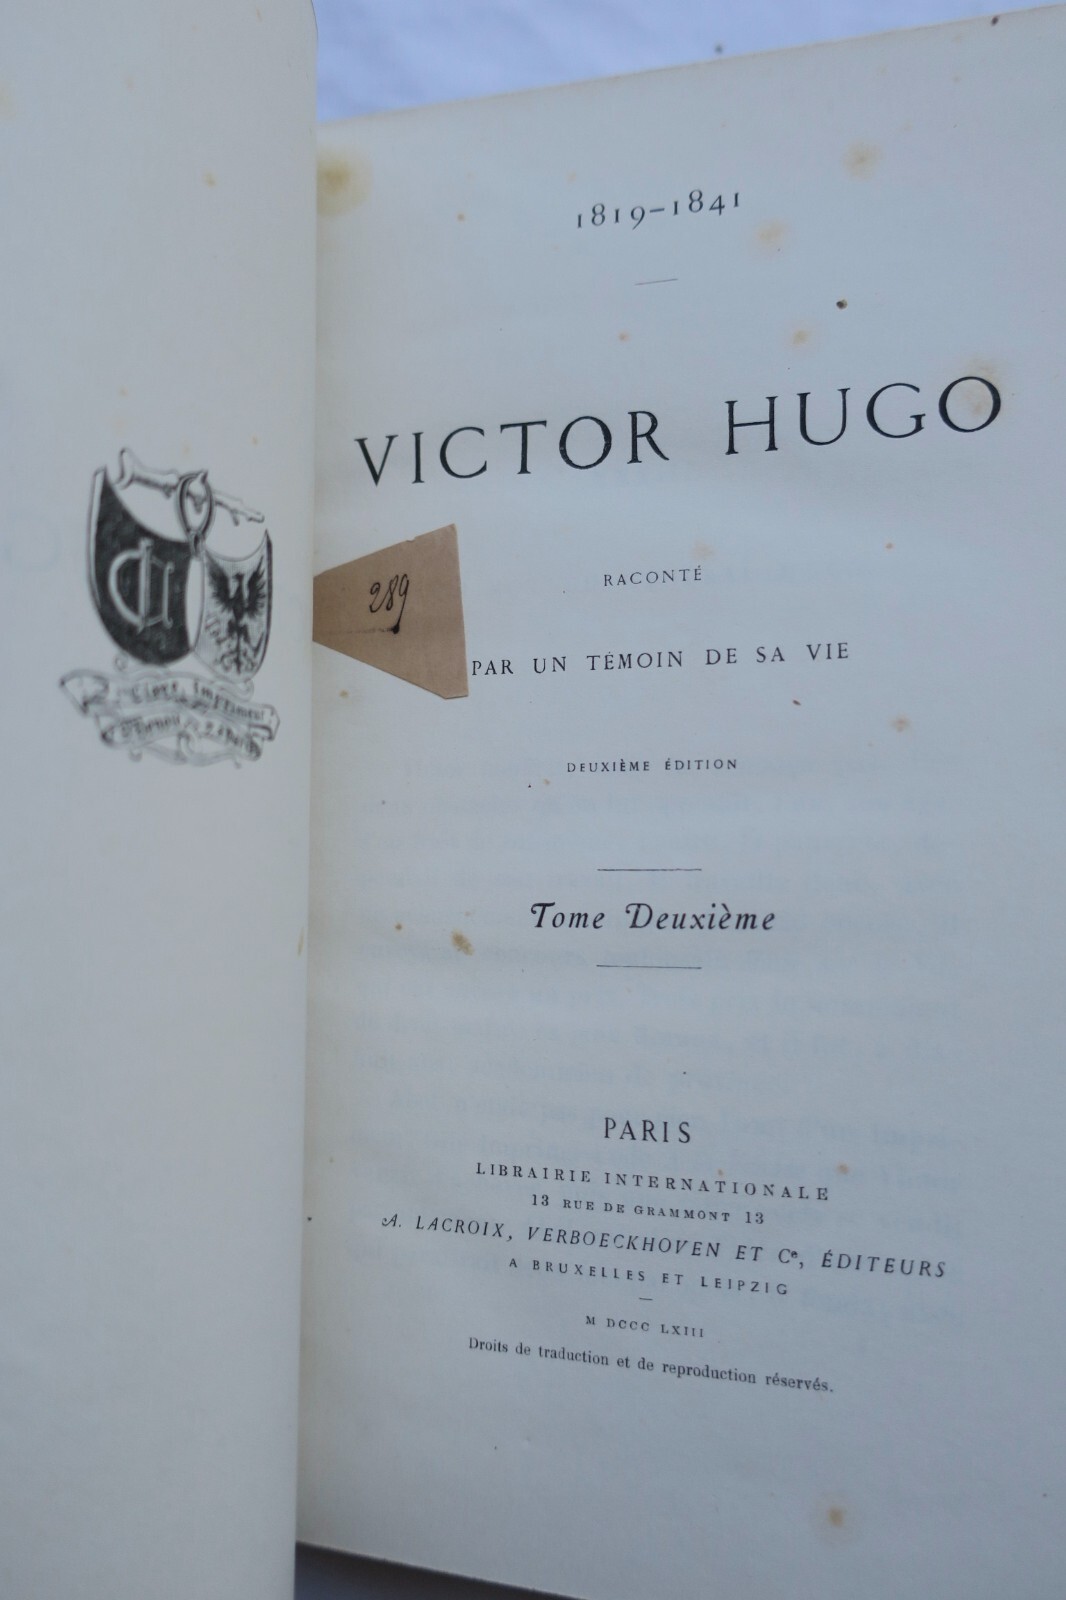 1819-1841
VICTOR HUGO
289
RACONTÉ
PAR UN TÉMOIN DE SA VIE
DEUXIÈME ÉDITION
Tome Deuxième
PARIS
LIBRAIRIE INTERNATIONALE
13 RUE DE GRAMMONT 13
A. LACROIX, VERBOECKHOVEN ET Cᵉ, ÉDITEURS
A BRUXELLES ET LEIPZIG
M DCCC LXIII
Droits de traduction et de reproduction réservés.